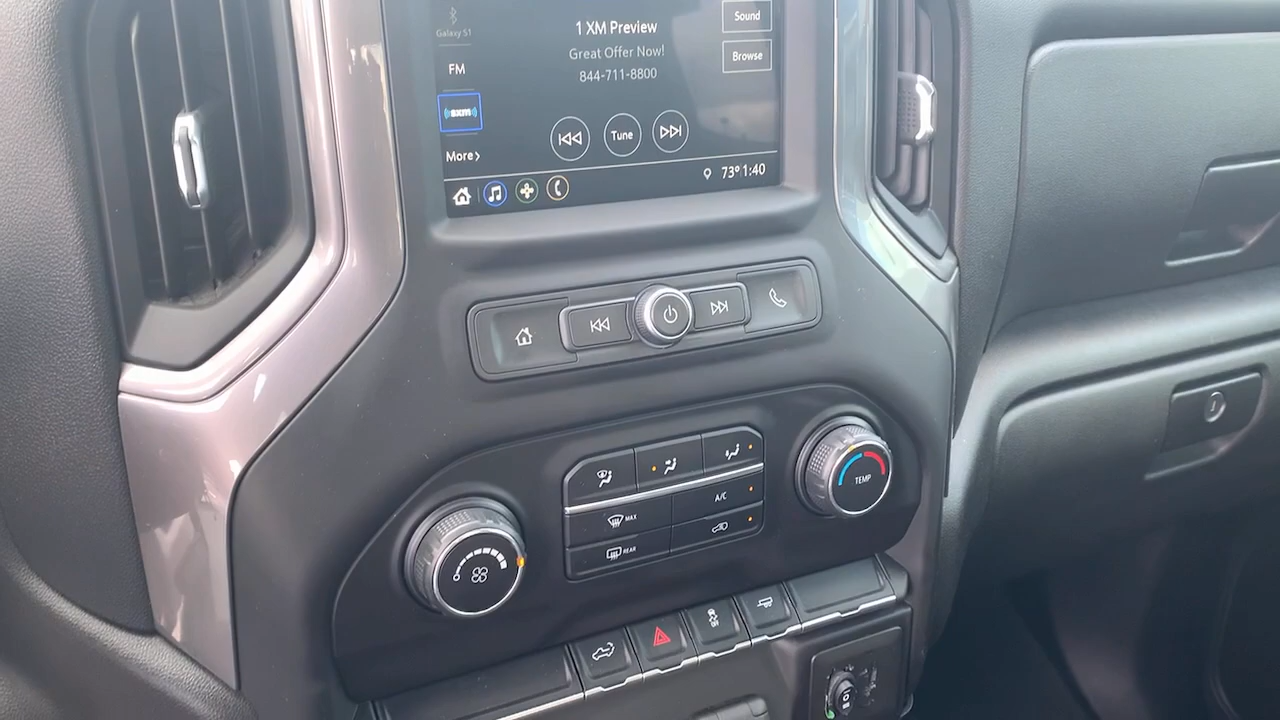 Galaxy S1
1 XM Preview
Great Offer Now!
844-711-8800
Sound
Browse
FM
sxm
Tune
More
73° 1:40
A/C
MAX
REAR
TEMP
OFF